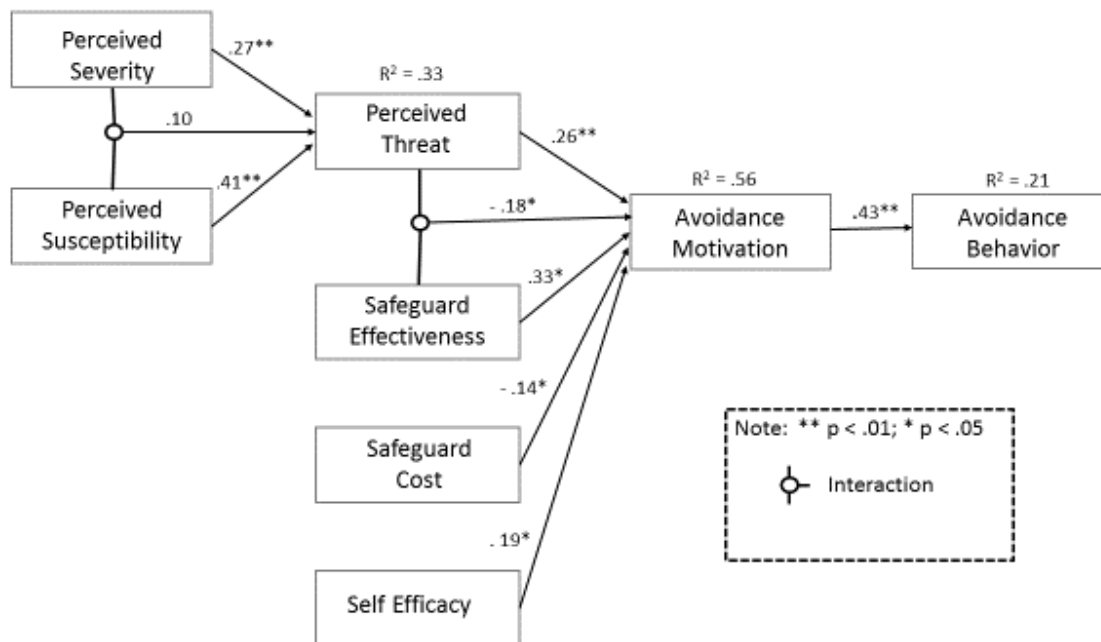 Perceived
Severity
.27**
R² = .33
Perceived
Threat
.10
.41**
Perceived
Susceptibility
.26**
R² = .56
R² = .21
- .18*
Avoidance
Motivation
.43**
Avoidance
Behavior
.33*
Safeguard
Effectiveness
- .14*
Safeguard
Cost
. 19*
Self Efficacy
Note: ** p < .01; * p < .05
Interaction